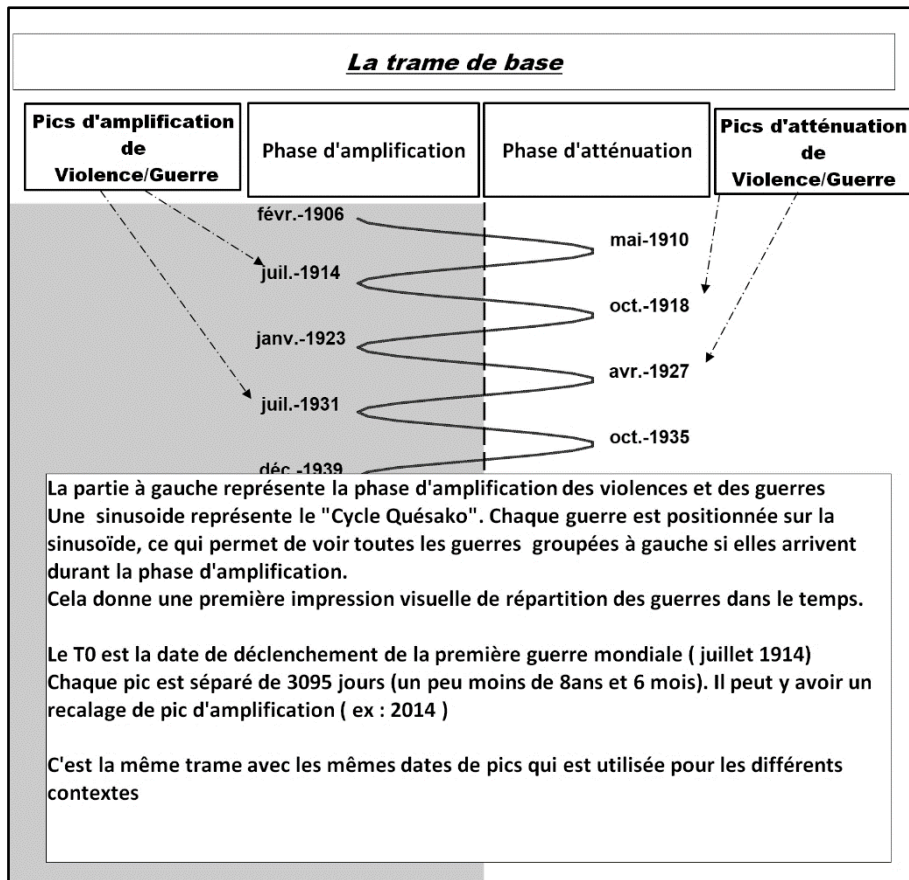 La trame de base
Pics d'amplification
de
Violence/Guerre
Phase d'amplification
Phase d'atténuation
Pics d'atténuation
de
Violence/Guerre
févr.-1906
mai-1910
juil.-1914
oct.-1918
janv.-1923
avr.-1927
juil.-1931
oct.-1935
déc.-1939
La partie à gauche représente la phase d'amplification des violences et des guerres
Une sinusoide représente le "Cycle Quésako". Chaque guerre est positionnée sur la
sinusoïde, ce qui permet de voir toutes les guerres groupées à gauche si elles arrivent
durant la phase d'amplification.
Cela donne une première impression visuelle de répartition des guerres dans le temps.
Le T0 est la date de déclenchement de la première guerre mondiale ( juillet 1914)
Chaque pic est séparé de 3095 jours (un peu moins de 8ans et 6 mois). Il peut y avoir un
recalage de pic d'amplification ( ex : 2014 )
C'est la même trame avec les mêmes dates de pics qui est utilisée pour les différents
contextes